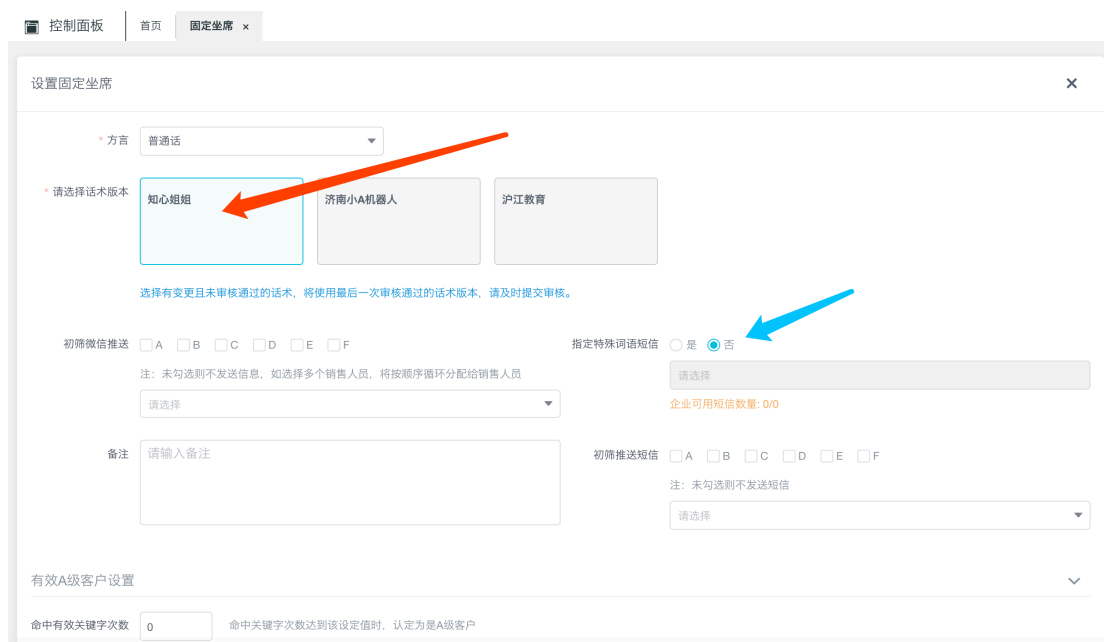 控制面板 首页 固定坐席 ×
设置固定坐席 ×
* 方言 普通话
* 请选择话术版本 知心姐姐 济南小A机器人 沪江教育
选择有变更且未审核通过的话术，将使用最后一次审核通过的话术版本，请及时提交审核。
初筛微信推送 A B C D E F 指定特殊词语短信 是 否
注：未勾选则不发送信息，如选择多个销售人员，将按顺序循环分配给销售人员 请选择
请选择 企业可用短信数量: 0/0
备注 请输入备注 初筛推送短信 A B C D E F
注：未勾选则不发送短信
请选择
有效A级客户设置
命中有效关键字次数 0 命中关键字次数达到该设定值时，认定为是A级客户